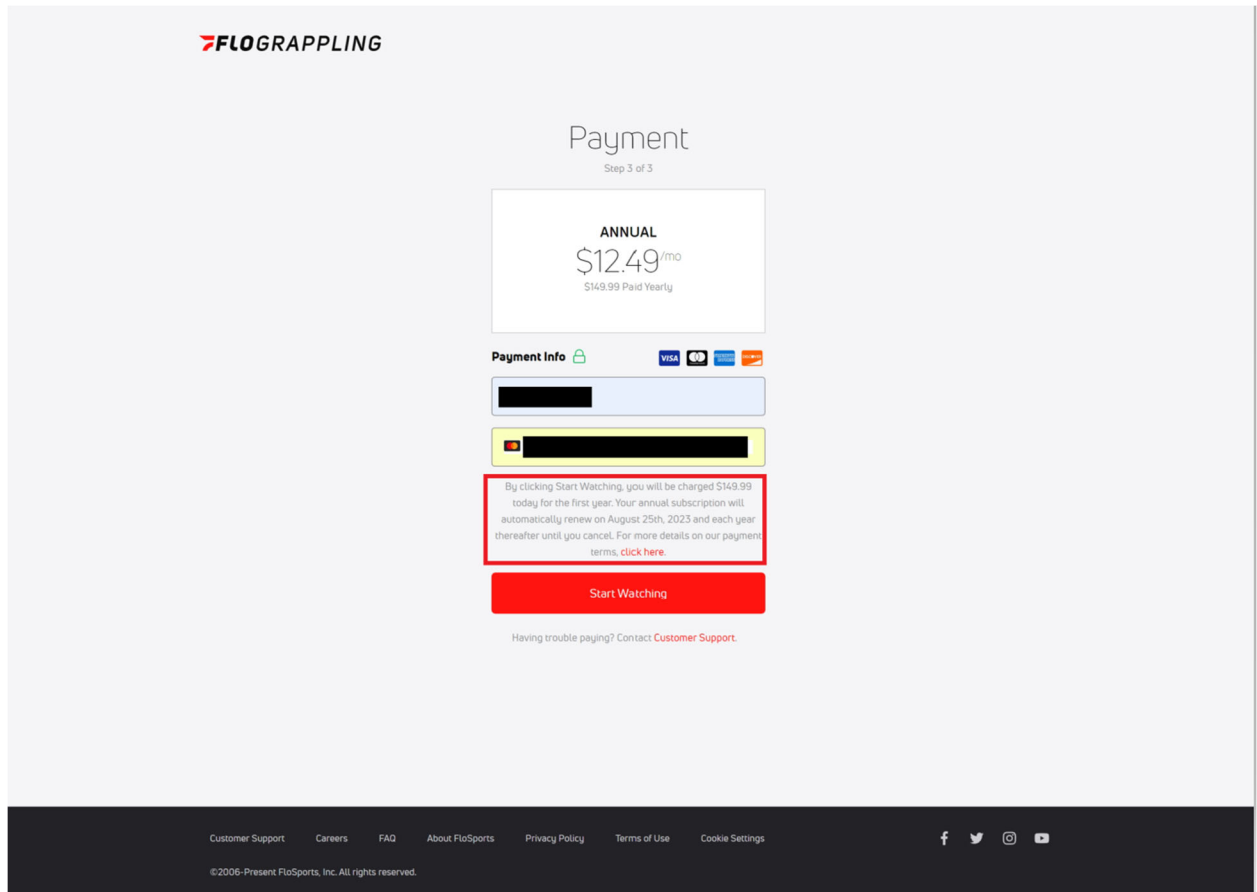 FLOGRAPPLING
Payment
Step 3 of 3
ANNUAL
$12.49/mo
$149.99 Paid Yearly
Payment Info
VISA
By clicking Start Watching, you will be charged $149.99
today for the first year. Your annual subscription will
automatically renew on August 25th, 2023 and each year
thereafter until you cancel. For more details on our payment
terms, click here.
Start Watching
Having trouble paying? Contact Customer Support.
Customer Support Careers FAQ About FloSports Privacy Policy Terms of Use Cookie Settings
©2006-Present FloSports, Inc. All rights reserved.